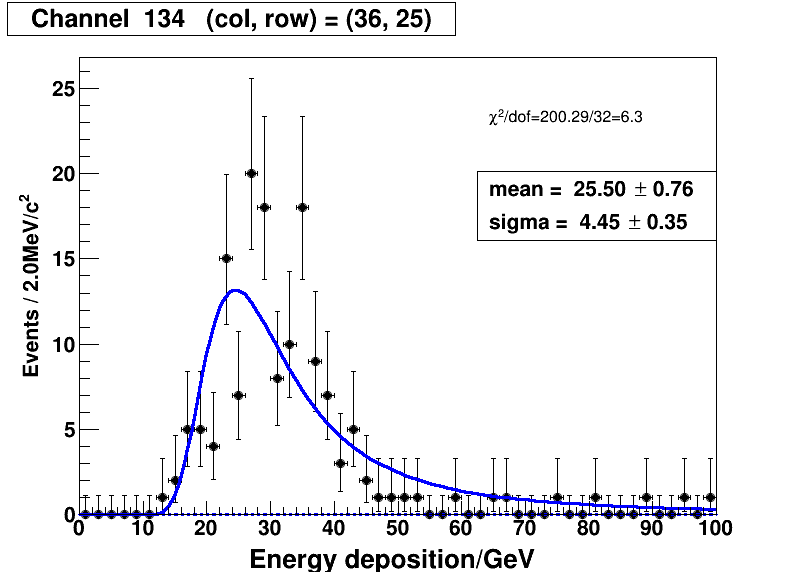 Channel 134 (col, row) = (36, 25)
χ²/dof=200.29/32=6.3
mean = 25.50 ± 0.76
sigma = 4.45 ± 0.35
Events / 2.0MeV/c²
25
20
15
10
5
0
0 10 20 30 40 50 60 70 80 90 100
Energy deposition/GeV